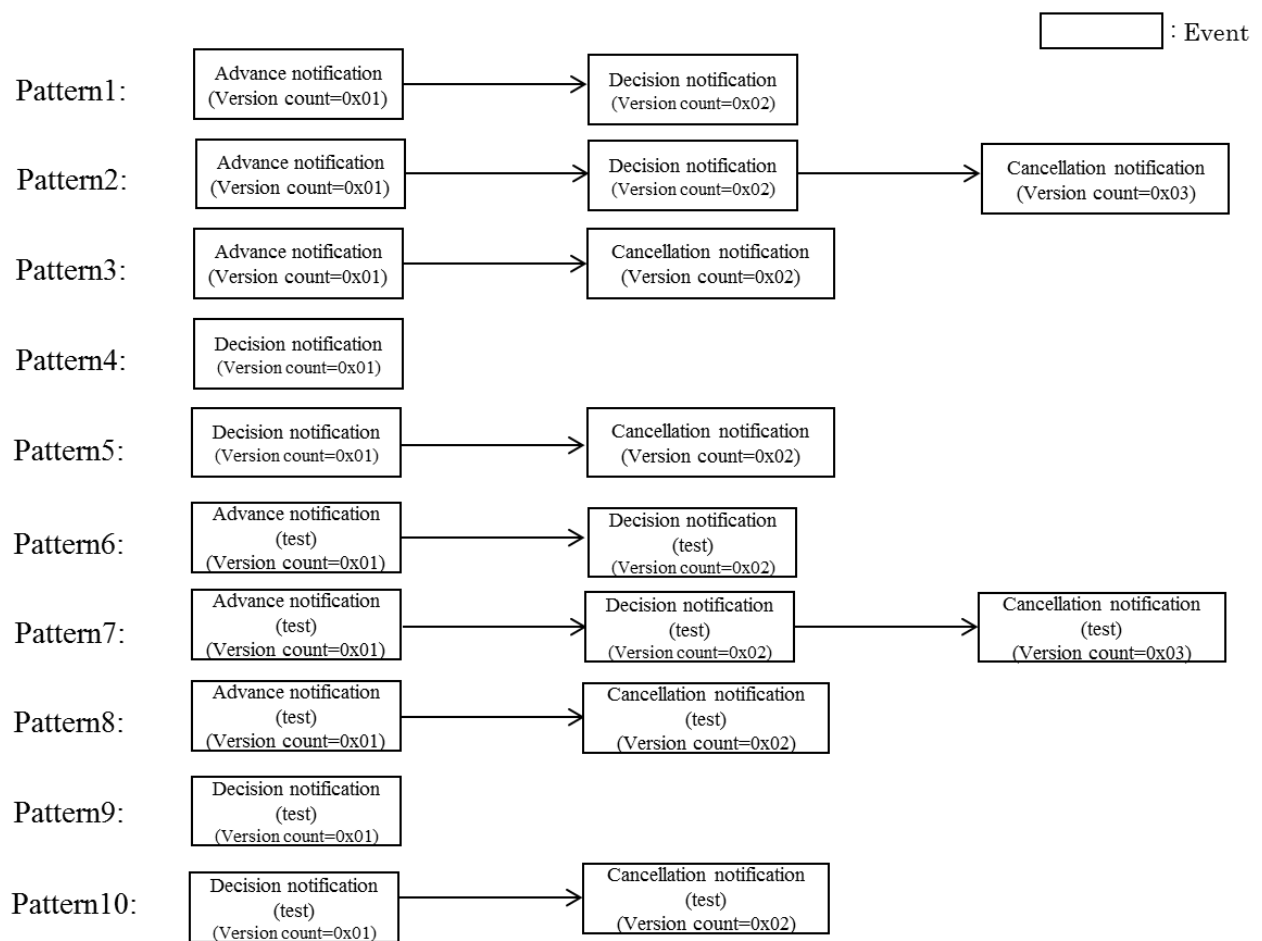 : Event
Pattern1:
Advance notification
(Version count=0x01)
Decision notification
(Version count=0x02)
Pattern2:
Advance notification
(Version count=0x01)
Decision notification
(Version count=0x02)
Cancellation notification
(Version count=0x03)
Pattern3:
Advance notification
(Version count=0x01)
Cancellation notification
(Version count=0x02)
Pattern4:
Decision notification
(Version count=0x01)
Pattern5:
Decision notification
(Version count=0x01)
Cancellation notification
(Version count=0x02)
Pattern6:
Advance notification
(test)
(Version count=0x01)
Decision notification
(test)
(Version count=0x02)
Pattern7:
Advance notification
(test)
(Version count=0x01)
Decision notification
(test)
(Version count=0x02)
Cancellation notification
(test)
(Version count=0x03)
Pattern8:
Advance notification
(test)
(Version count=0x01)
Cancellation notification
(test)
(Version count=0x02)
Pattern9:
Decision notification
(test)
(Version count=0x01)
Pattern10:
Decision notification
(test)
(Version count=0x01)
Cancellation notification
(test)
(Version count=0x02)